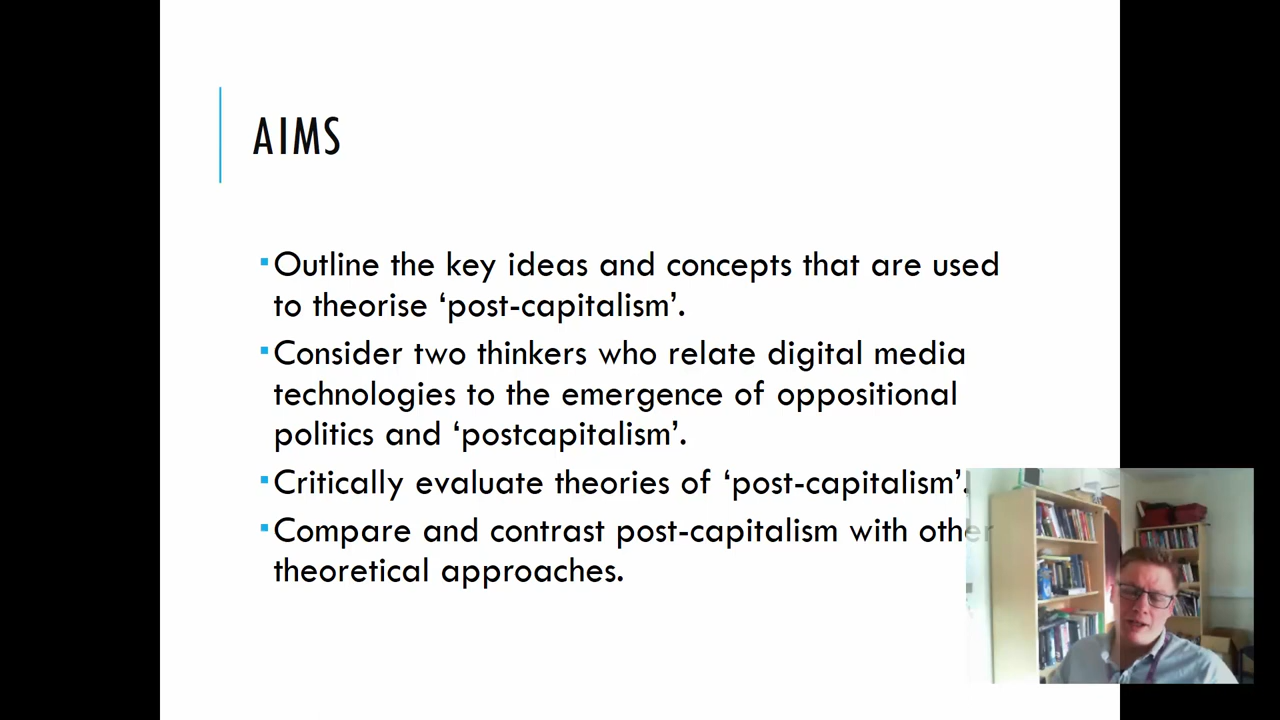 AIMS
Outline the key ideas and concepts that are used
to theorise ‘post-capitalism’.
Consider two thinkers who relate digital media
technologies to the emergence of oppositional
politics and ‘postcapitalism’.
Critically evaluate theories of ‘post-capitalism’.
Compare and contrast post-capitalism with other
theoretical approaches.